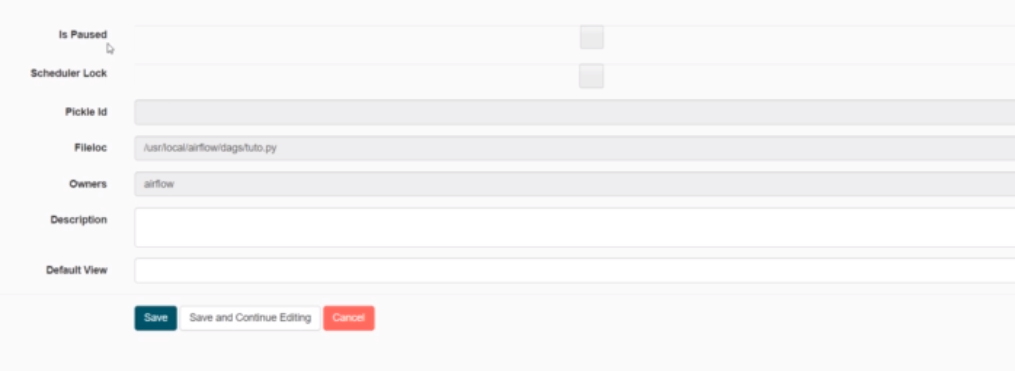 Is Paused
Scheduler Lock
Pickle Id
Fileloc /usr/local/airflow/dags/tuto.py
Owners airflow
Description
Default View
Save Save and Continue Editing Cancel